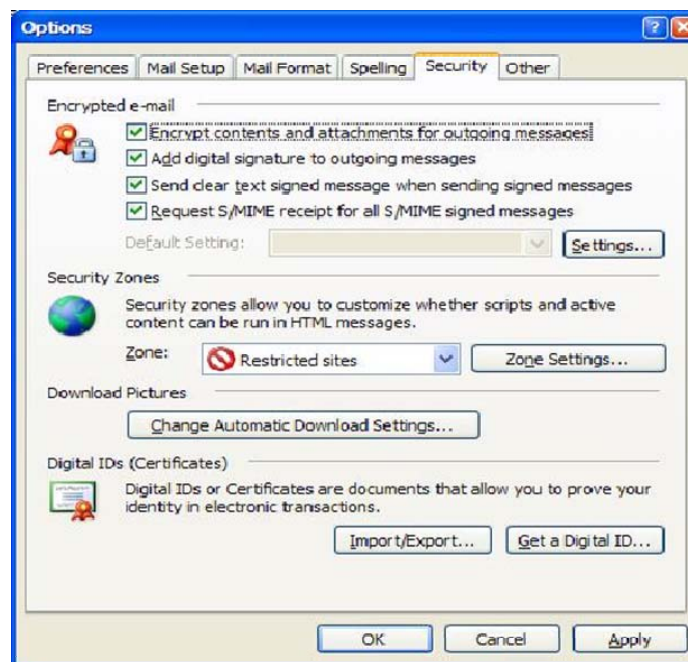 Options
Preferences Mail Setup Mail Format Spelling Security Other
Encrypted e-mail
Encrypt contents and attachments for outgoing messages
Add digital signature to outgoing messages
Send clear text signed message when sending signed messages
Request S/MIME receipt for all S/MIME signed messages
Default Setting: Settings...
Security Zones
Security zones allow you to customize whether scripts and active
content can be run in HTML messages.
Zone: Restricted sites Zone Settings...
Download Pictures
Change Automatic Download Settings...
Digital IDs (Certificates)
Digital IDs or Certificates are documents that allow you to prove your
identity in electronic transactions.
Import/Export... Get a Digital ID...
OK Cancel Apply